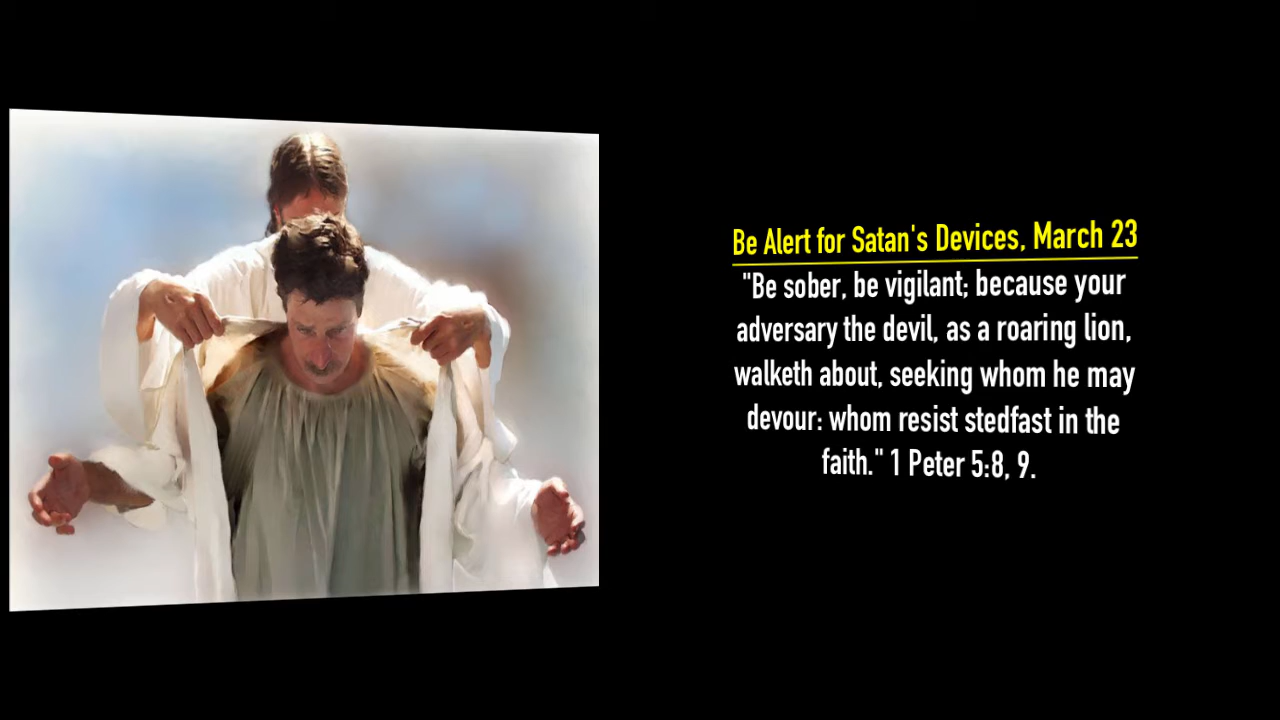 Be Alert for Satan's Devices, March 23
"Be sober, be vigilant; because your
adversary the devil, as a roaring lion,
walketh about, seeking whom he may
devour: whom resist stedfast in the
faith." 1 Peter 5:8, 9.